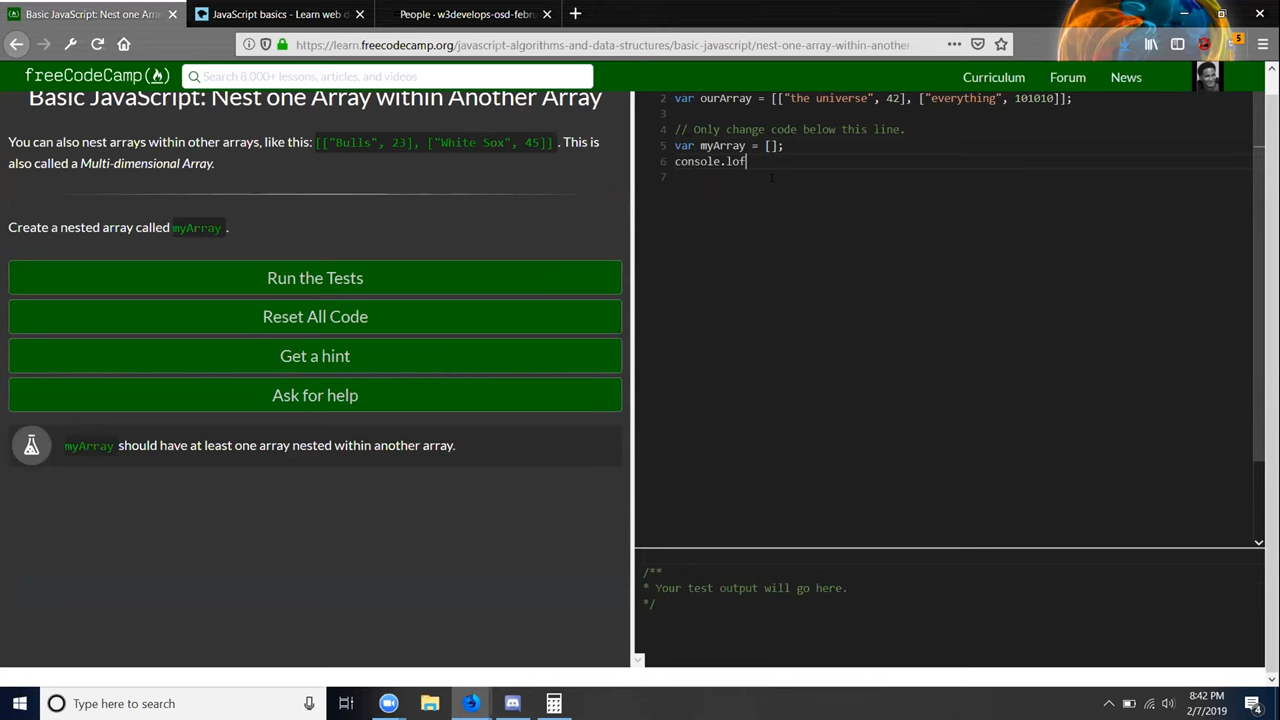 Basic JavaScript: Nest one Arra
JavaScript basics - Learn web d
People · w3develops-osd-febru
https://learn.freecodecamp.org/javascript-algorithms-and-data-structures/basic-javascript/nest-one-array-within-another-
5
freeCodeCamp
Search 8,000+ lessons, articles, and videos
Curriculum
Forum
News
Basic JavaScript: Nest one Array within Another Array
You can also nest arrays within other arrays, like this: [["Bulls", 23], ["White Sox", 45]]. This is
also called a Multi-dimensional Array.
Create a nested array called myArray.
Run the Tests
Reset All Code
Get a hint
Ask for help
myArray should have at least one array nested within another array.
2 var ourArray = [["the universe", 42], ["everything", 101010]];
3
4 // Only change code below this line.
5 var myArray = [];
6 console.lof
7
/**
* Your test output will go here.
*/
Type here to search
8:42 PM
2/7/2019
4